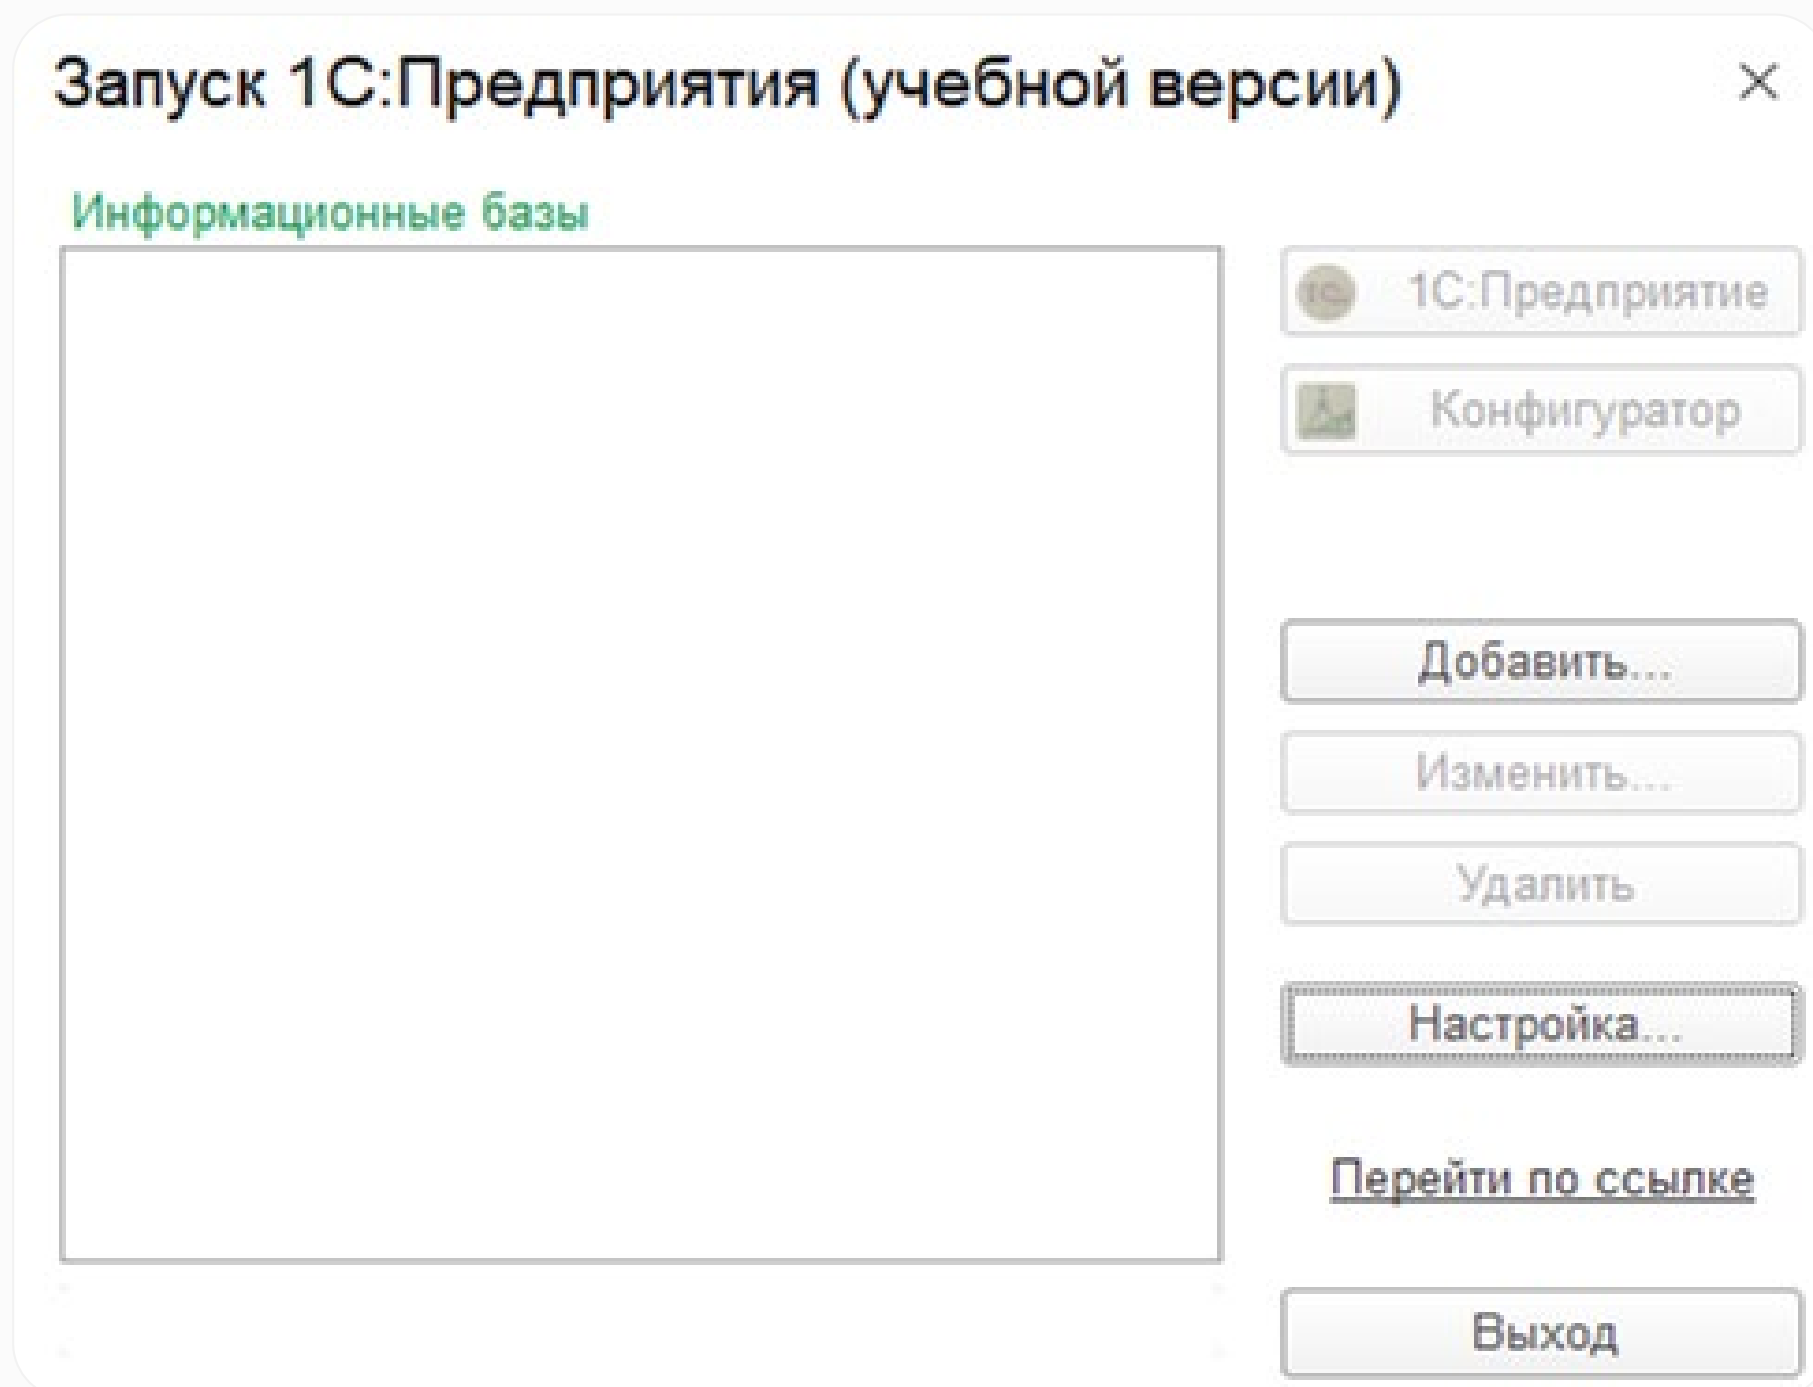 Запуск 1С:Предприятия (учебной версии)
Информационные базы
1С:Предприятие
Конфигуратор
Добавить...
Изменить...
Удалить
Настройка...
Перейти по ссылке
Выход